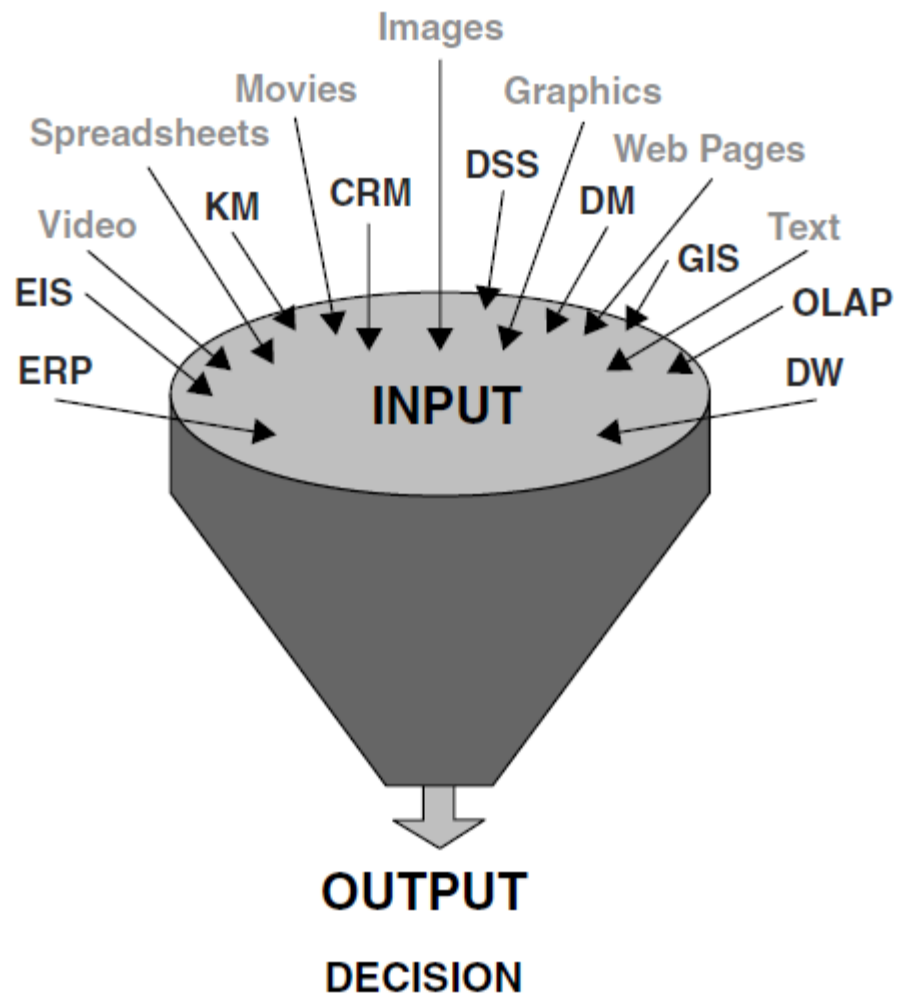 Images
Movies
Graphics
Spreadsheets
Web Pages
DSS
CRM
KM
DM
Video
Text
GIS
EIS
OLAP
ERP
DW
INPUT
OUTPUT
DECISION